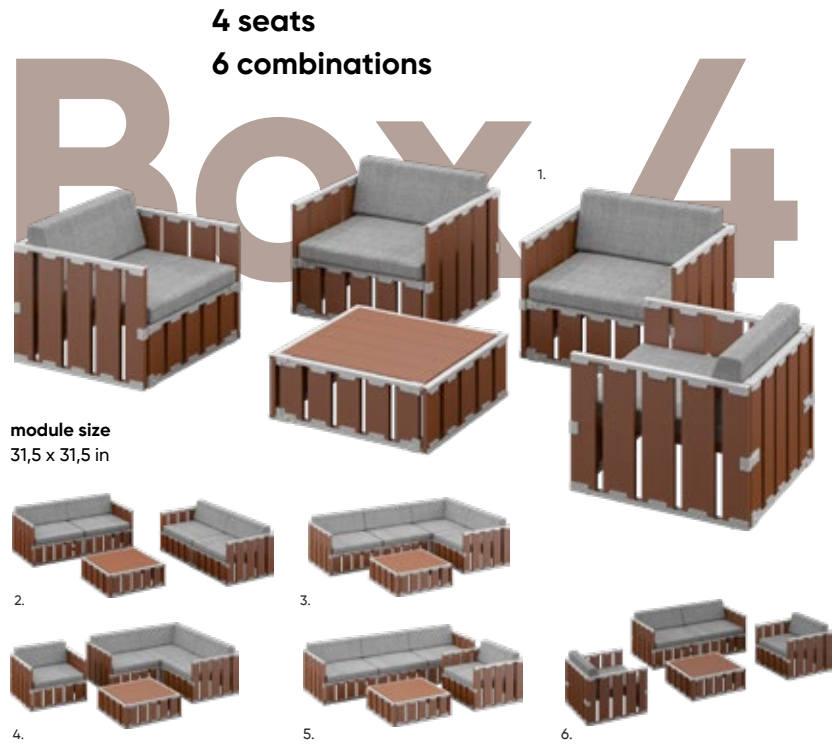 4 seats
6 combinations
Box 4
1.
module size
31,5 x 31,5 in
2.
3.
4.
5.
6.